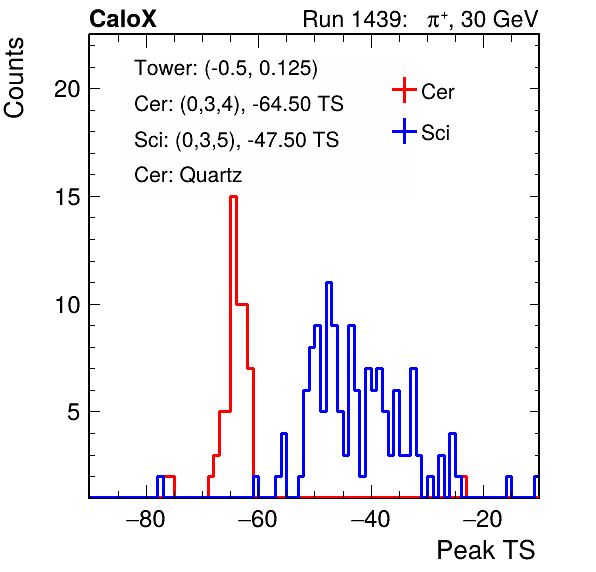 CaloX Run 1439: π⁺, 30 GeV
Counts
Tower: (-0.5, 0.125)
Cer: (0,3,4), -64.50 TS
Sci: (0,3,5), -47.50 TS
Cer: Quartz
Cer
Sci
20
15
10
5
−80 −60 −40 −20
Peak TS